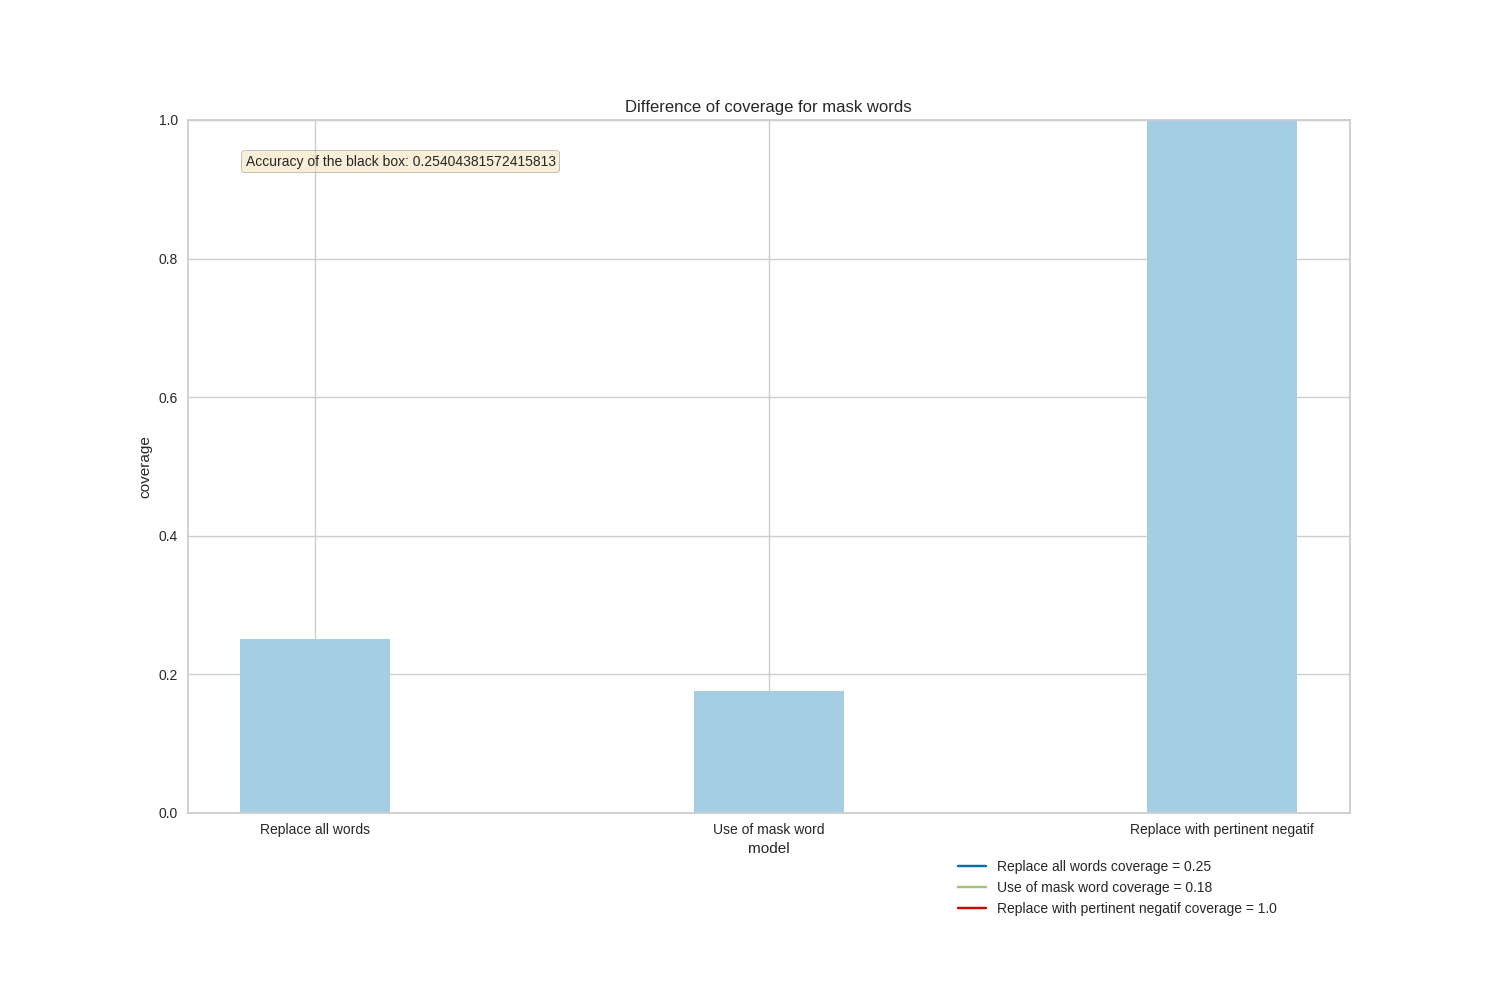 Difference of coverage for mask words
1.0
Accuracy of the black box: 0.25404381572415813
0.8
0.6
coverage
0.4
0.2
0.0
Replace all words
Use of mask word
Replace with pertinent negatif
model
Replace all words coverage = 0.25
Use of mask word coverage = 0.18
Replace with pertinent negatif coverage = 1.0